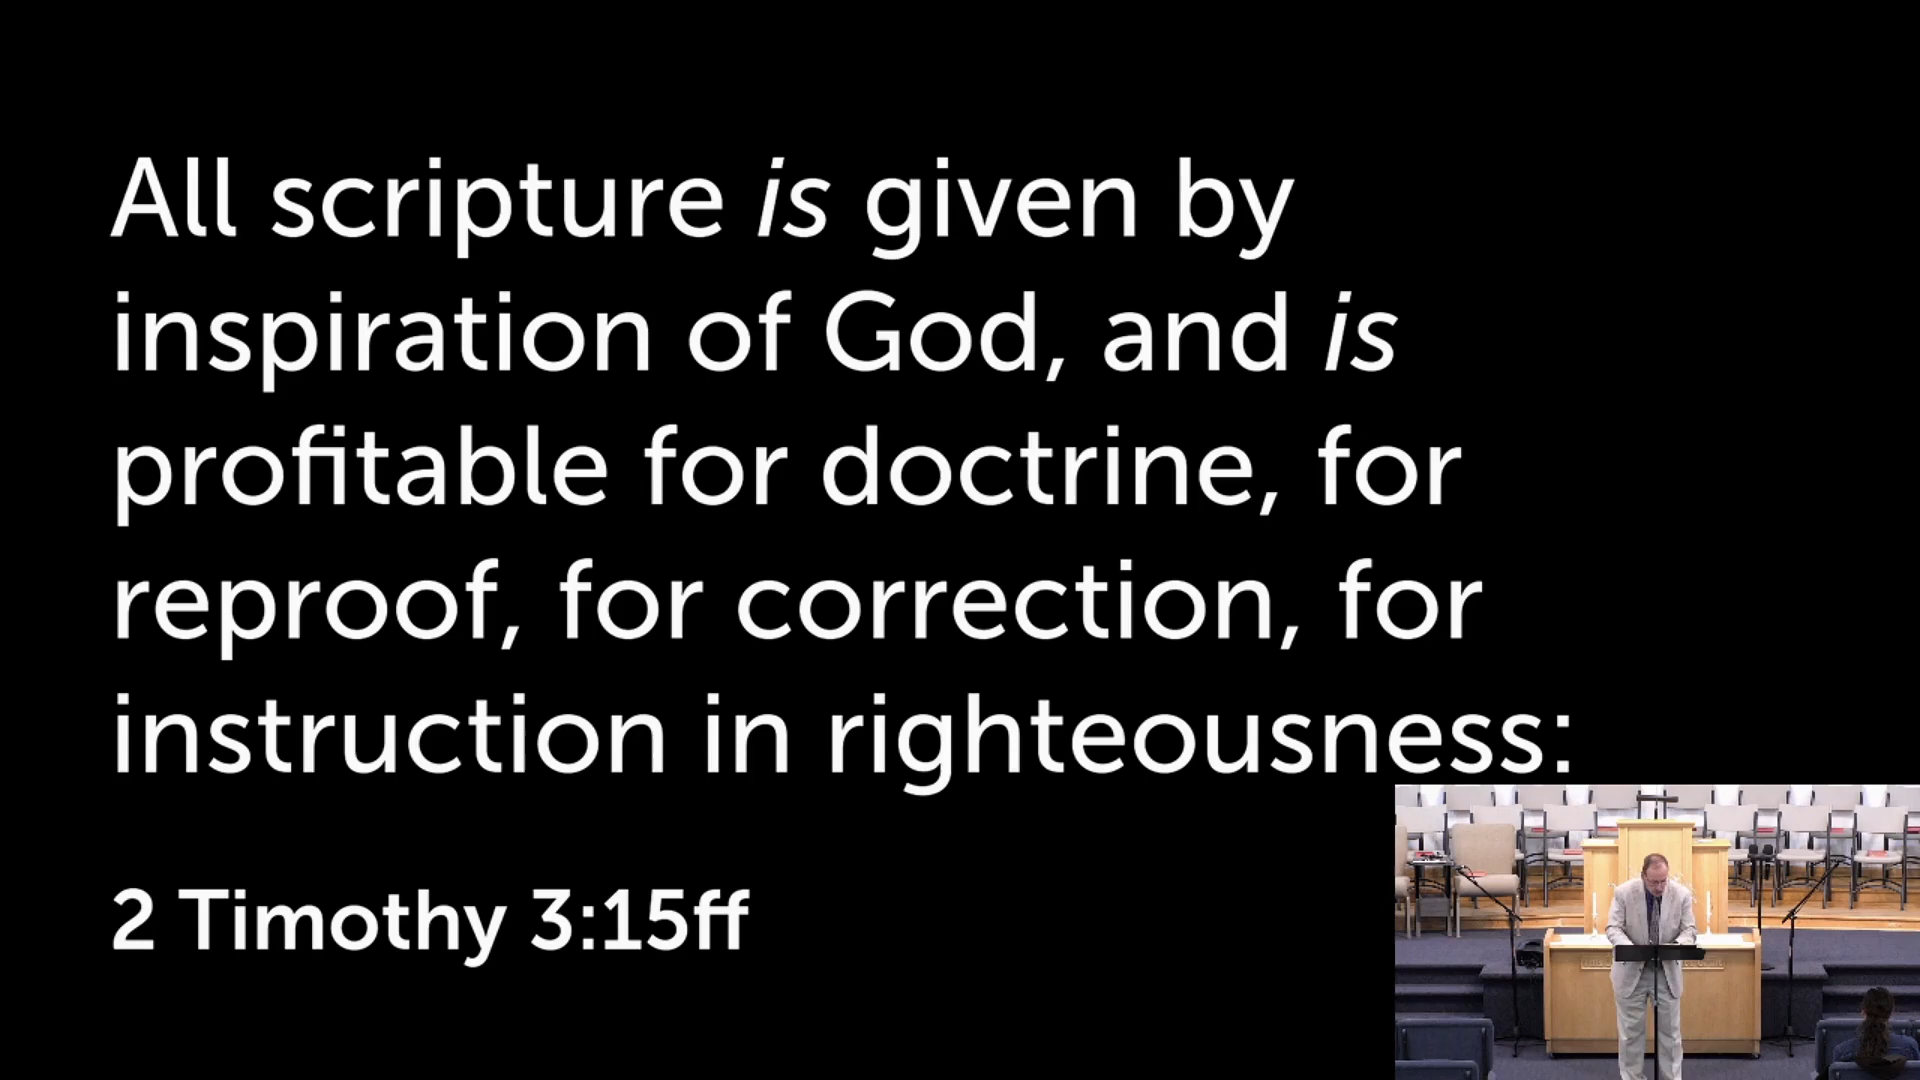 All scripture is given by
inspiration of God, and is
profitable for doctrine, for
reproof, for correction, for
instruction in righteousness:
2 Timothy 3:15ff